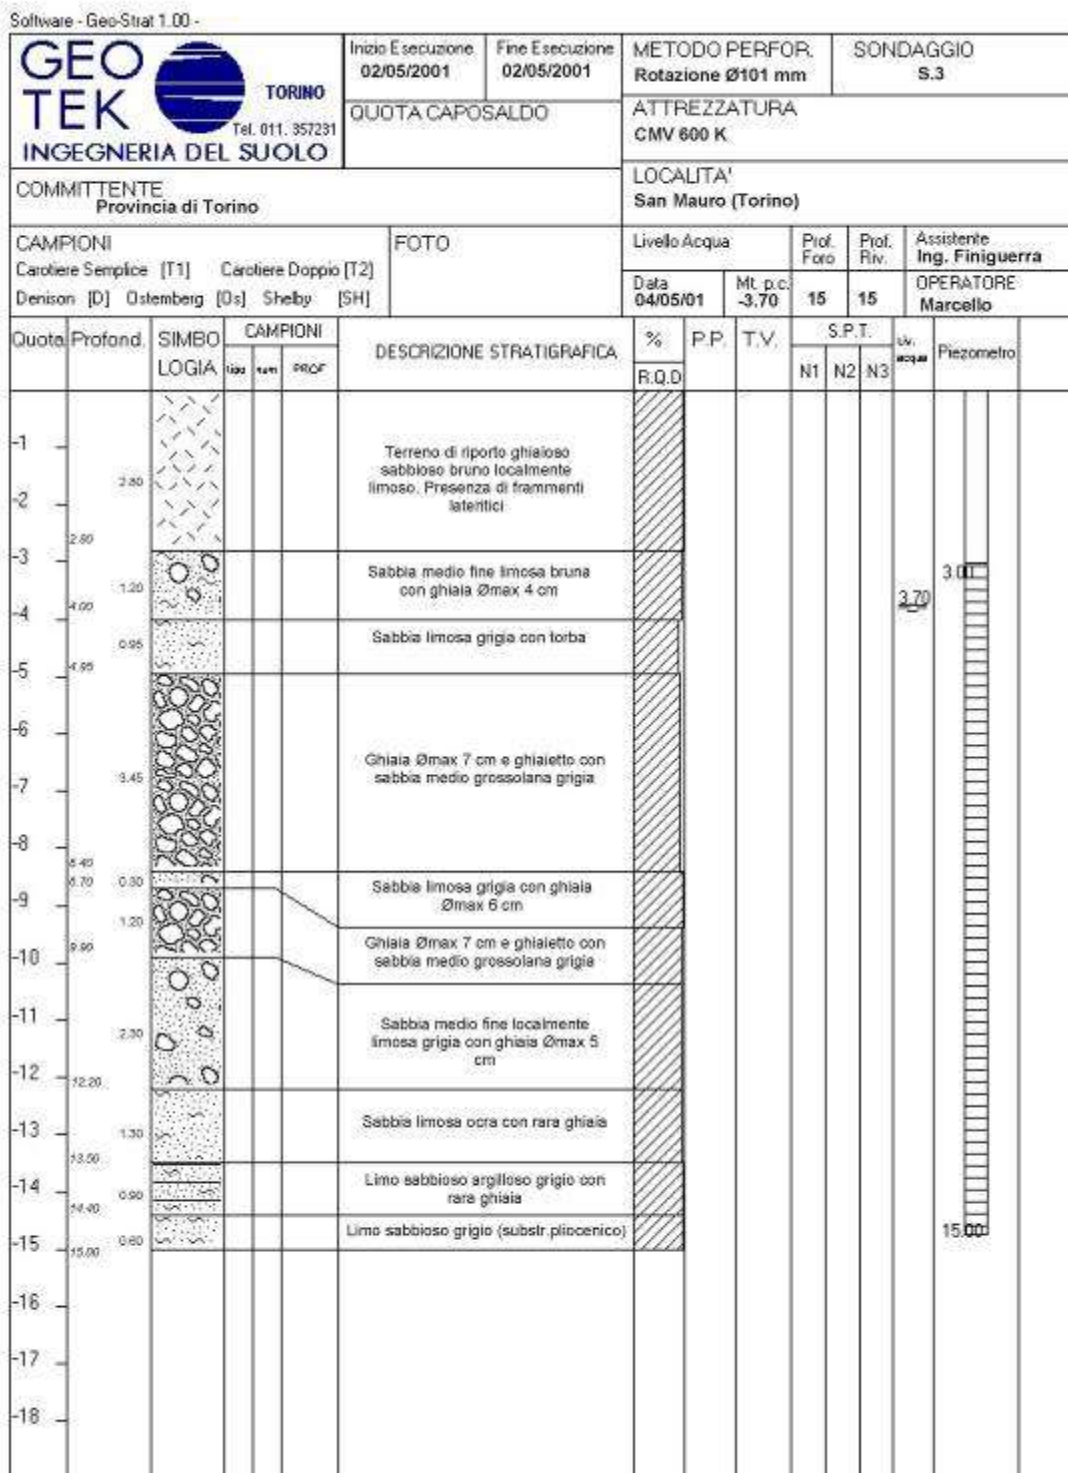 Software - Geo-Strat 1.00 -
GEO
TEK
TORINO
Tel. 011. 357231
INGEGNERIA DEL SUOLO
Inizio Esecuzione
02/05/2001
Fine Esecuzione
02/05/2001
METODO PERFOR.
Rotazione Ø101 mm
SONDAGGIO
S.3
QUOTA CAPOSALDO
ATTREZZATURA
CMV 600 K
COMMITTENTE
Provincia di Torino
LOCALITA'
San Mauro (Torino)
CAMPIONI
Carotiere Semplice [T1] Carotiere Doppio [T2]
Denison [D] Ostemberg [Os] Shelby [SH]
FOTO
Livello Acqua
Prof. Foro
Prof. Riv.
Assistente
Ing. Finiguerra
Data
04/05/01
Mt. p.c.
-3.70
15
15
OPERATORE
Marcello
Quota
Profond.
SIMBO
LOGIA
CAMPIONI
tipo num PROF
DESCRIZIONE STRATIGRAFICA
%
R.Q.D
P.P.
T.V.
S.P.T.
N1 N2 N3
Liv.
acqua
Piezometro
-1
Terreno di riporto ghiaioso
sabbioso bruno localmente
limoso. Presenza di frammenti
lateritici
2.80
-2
2.80
-3
Sabbia medio fine limosa bruna
con ghiaia Ømax 4 cm
1.20
3.00
3.70
4.00
-4
Sabbia limosa grigia con torba
0.95
4.95
-5
-6
Ghiaia Ømax 7 cm e ghiaietto con
sabbia medio grossolana grigia
3.45
-7
-8
8.40
8.70
0.30
Sabbia limosa grigia con ghiaia
Ømax 6 cm
-9
1.20
Ghiaia Ømax 7 cm e ghiaietto con
sabbia medio grossolana grigia
9.90
-10
-11
Sabbia medio fine localmente
limosa grigia con ghiaia Ømax 5
cm
2.30
-12
12.20
-13
Sabbia limosa ocra con rara ghiaia
1.30
13.50
-14
Limo sabbioso argilloso grigio con
rara ghiaia
0.90
14.40
Limo sabbioso grigio (substr.pliocenico)
0.60
15.00
-15
15.00
-16
-17
-18